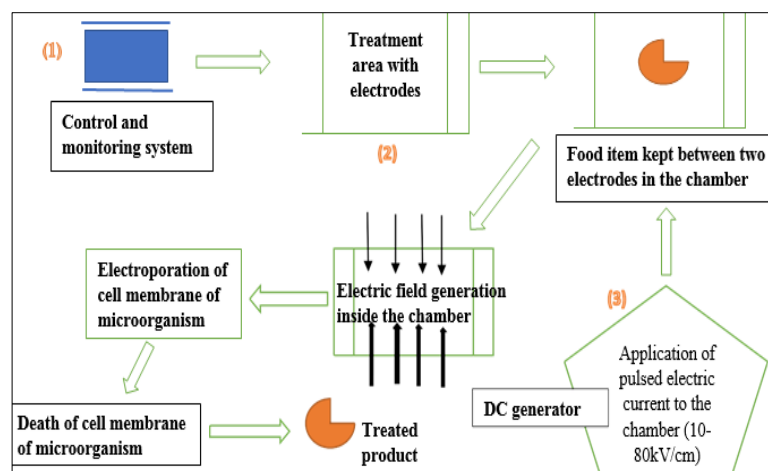 (1)
Control and
monitoring system
Treatment
area with
electrodes
(2)
Food item kept between two
electrodes in the chamber
(3)
Application of
pulsed electric
current to the
chamber (10-
80kV/cm)
DC generator
Electric field generation
inside the chamber
Electroporation of
cell membrane of
microorganism
Death of cell membrane
of microorganism
Treated
product